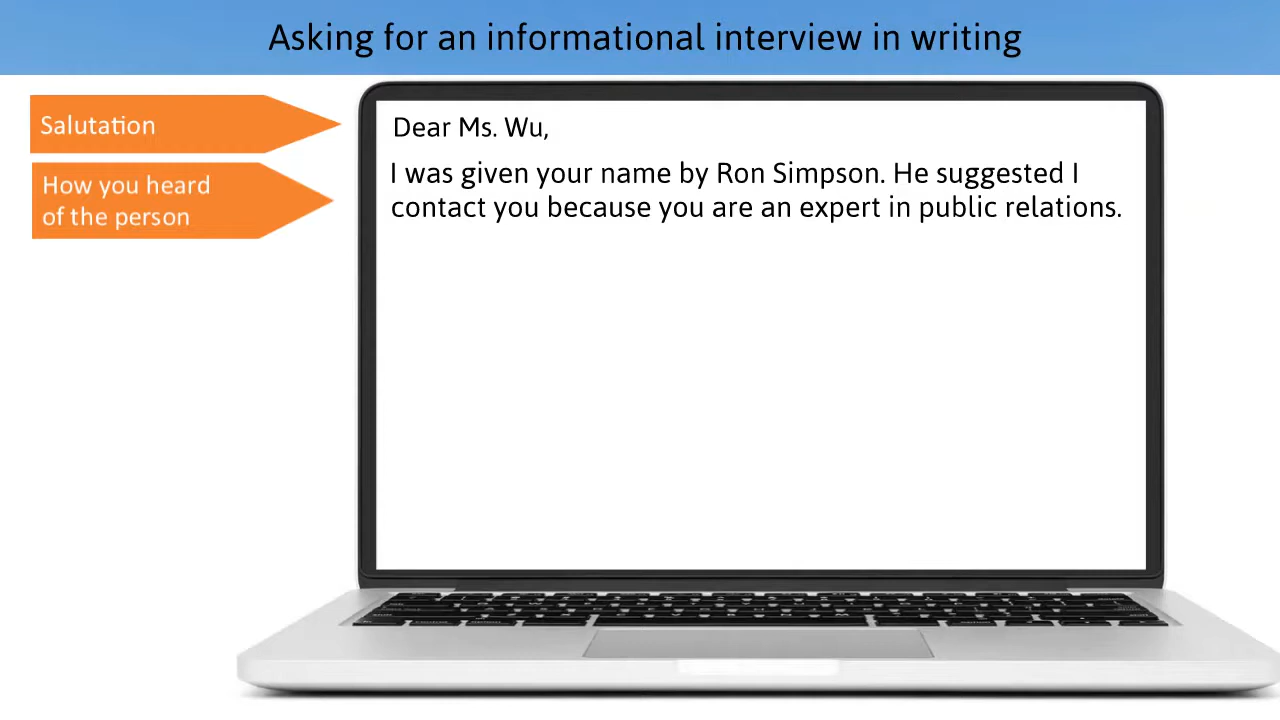 Asking for an informational interview in writing
Salutation
Dear Ms. Wu,
How you heard
of the person
I was given your name by Ron Simpson. He suggested I
contact you because you are an expert in public relations.